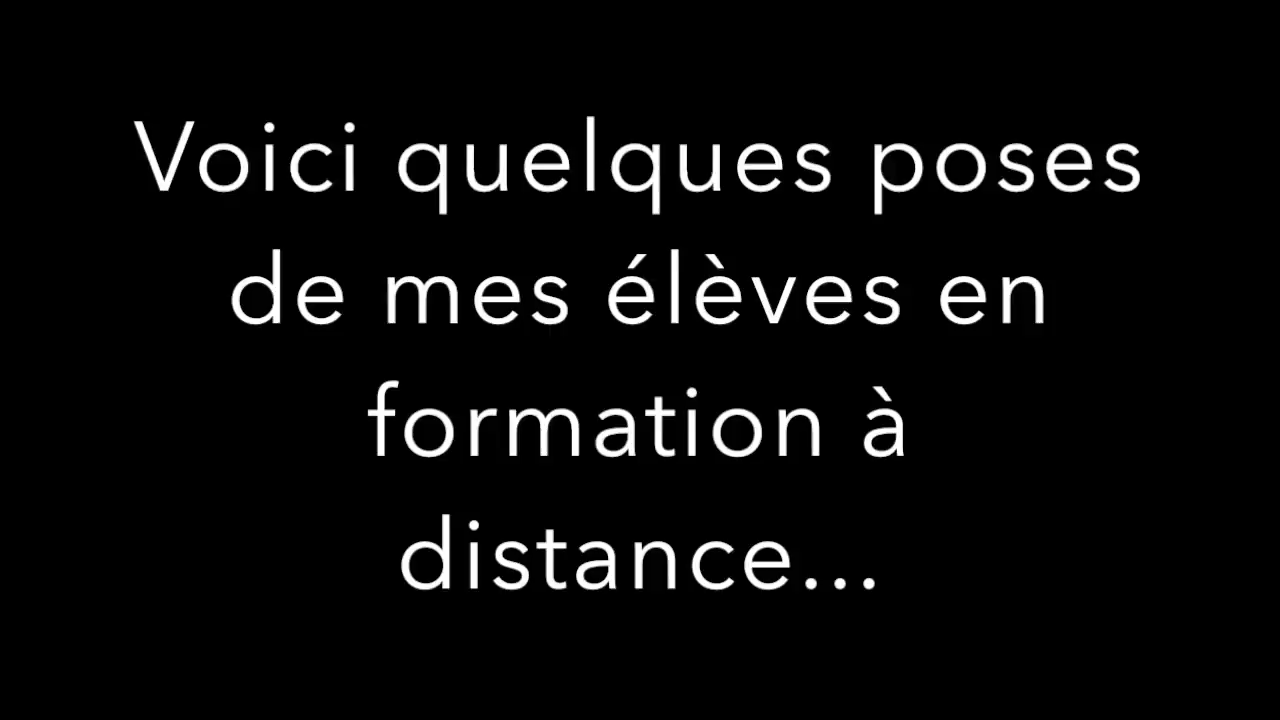 Voici quelques poses
de mes élèves en
formation à
distance...